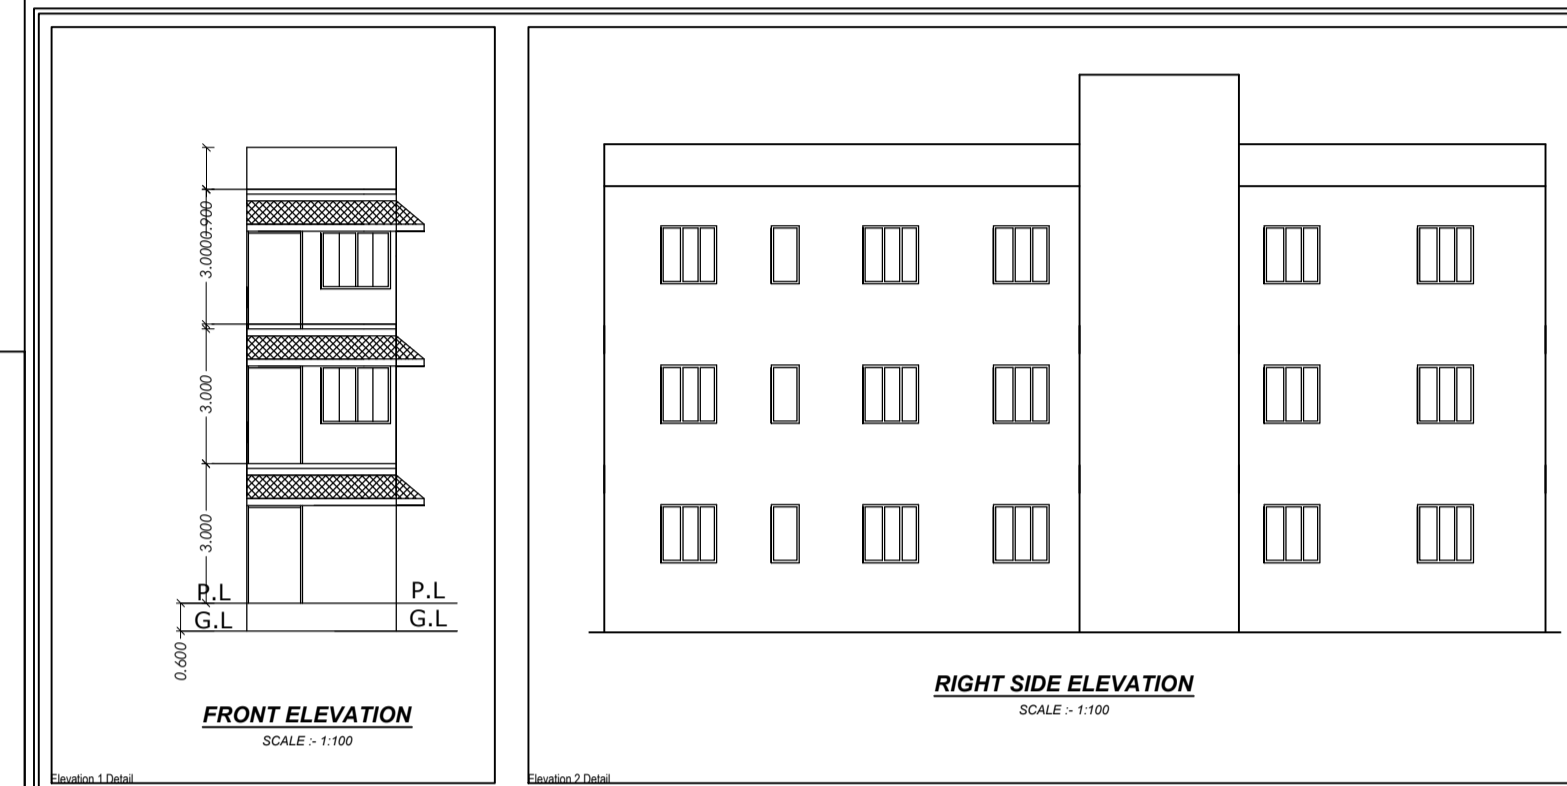 0.900
3.000
3.000
3.000
P.L
P.L
G.L
G.L
0.600
FRONT ELEVATION
SCALE :- 1:100
Elevation 1 Detail
RIGHT SIDE ELEVATION
SCALE :- 1:100
Elevation 2 Detail